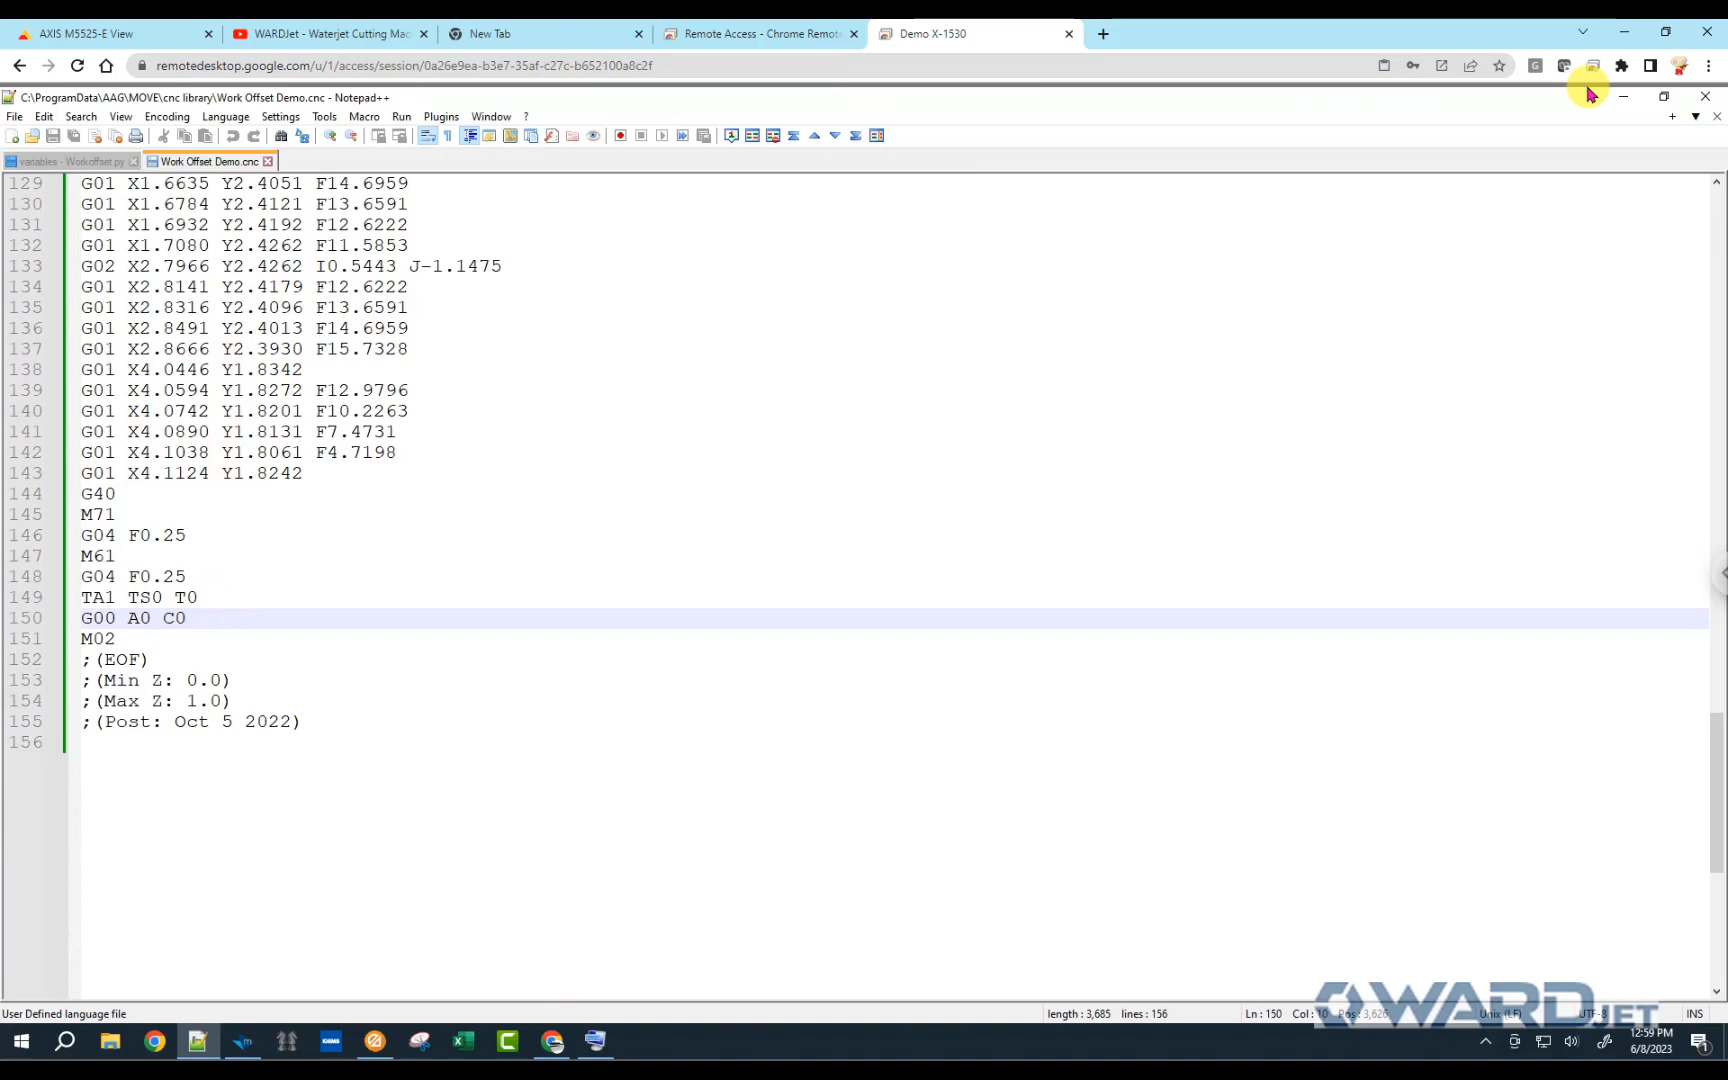 AXIS M5525-E View
WARDJet - Waterjet Cutting Mac
New Tab
Remote Access - Chrome Remote
Demo X-1530
remotedesktop.google.com/u/1/access/session/0a26e9ea-b3e7-35af-c27c-b652100a8c2f
C:\ProgramData\AAG\MOVE\cnc library\Work Offset Demo.cnc - Notepad++
File Edit Search View Encoding Language Settings Tools Macro Run Plugins Window ?
variables - Workoffset.py Work Offset Demo.cnc
129 G01 X1.6635 Y2.4051 F14.6959
130 G01 X1.6784 Y2.4121 F13.6591
131 G01 X1.6932 Y2.4192 F12.6222
132 G01 X1.7080 Y2.4262 F11.5853
133 G02 X2.7966 Y2.4262 I0.5443 J-1.1475
134 G01 X2.8141 Y2.4179 F12.6222
135 G01 X2.8316 Y2.4096 F13.6591
136 G01 X2.8491 Y2.4013 F14.6959
137 G01 X2.8666 Y2.3930 F15.7328
138 G01 X4.0446 Y1.8342
139 G01 X4.0594 Y1.8272 F12.9796
140 G01 X4.0742 Y1.8201 F10.2263
141 G01 X4.0890 Y1.8131 F7.4731
142 G01 X4.1038 Y1.8061 F4.7198
143 G01 X4.1124 Y1.8242
144 G40
145 M71
146 G04 F0.25
147 M61
148 G04 F0.25
149 TA1 TS0 T0
150 G00 A0 C0
151 M02
152 ;(EOF)
153 ;(Min Z: 0.0)
154 ;(Max Z: 1.0)
155 ;(Post: Oct 5 2022)
156
User Defined language file length : 3,685 lines : 156 Ln : 150 Col : 10 Pos : 3,626 Unix (LF) UTF-8 INS
WARDJET
12:59 PM
6/8/2023